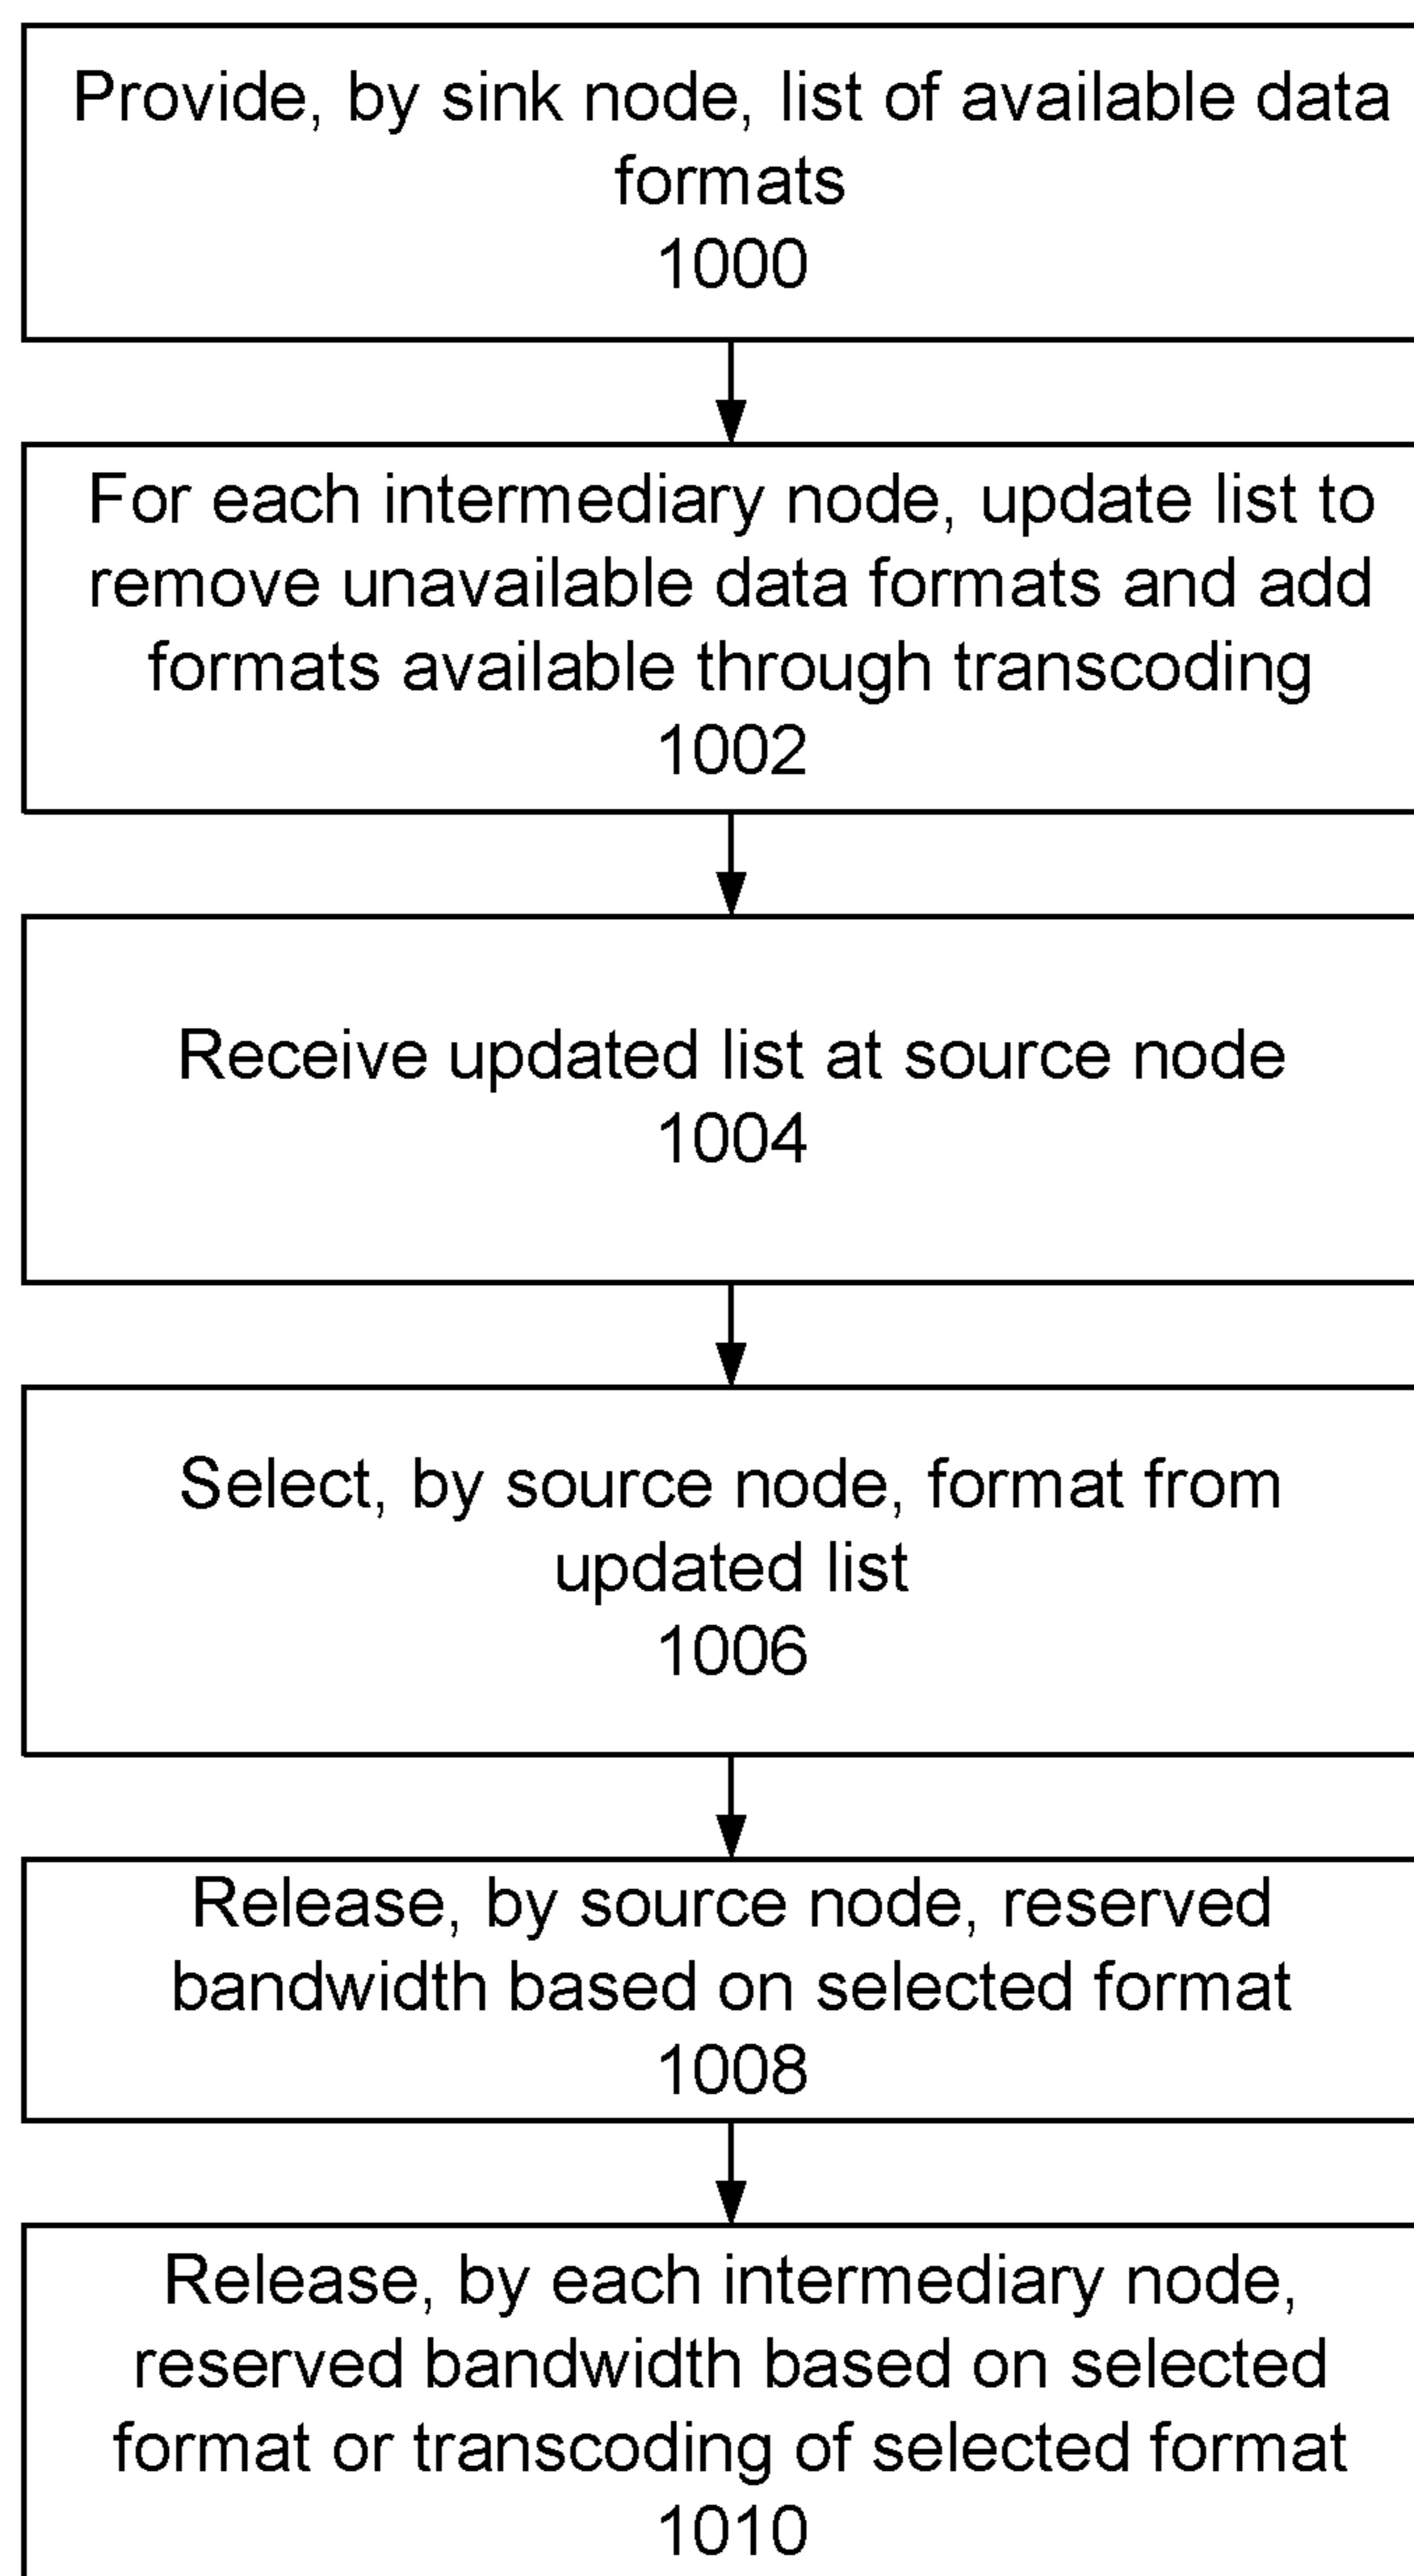 Provide, by sink node, list of available data
formats
1000
For each intermediary node, update list to
remove unavailable data formats and add
formats available through transcoding
1002
Receive updated list at source node
1004
Select, by source node, format from
updated list
1006
Release, by source node, reserved
bandwidth based on selected format
1008
Release, by each intermediary node,
reserved bandwidth based on selected
format or transcoding of selected format
1010